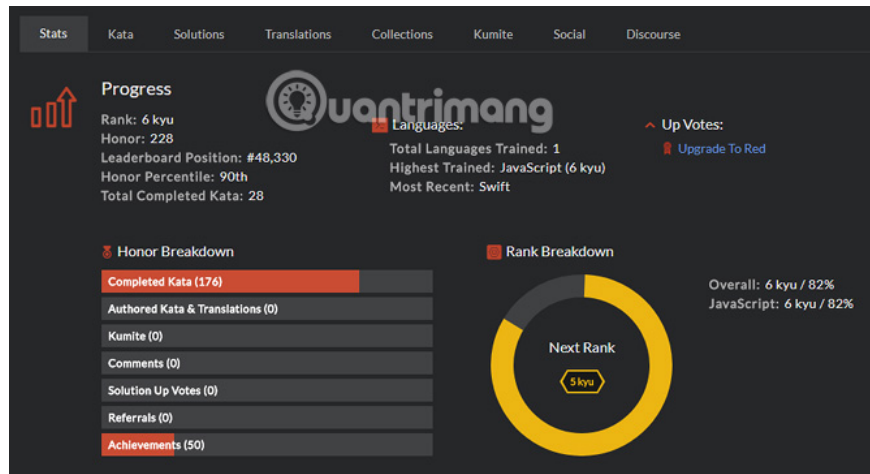 Stats Kata Solutions Translations Collections Kumite Social Discourse
Quantrimang
Progress
Rank: 6 kyu
Honor: 228
Leaderboard Position: #48,330
Honor Percentile: 90th
Total Completed Kata: 28
Languages:
Total Languages Trained: 1
Highest Trained: JavaScript (6 kyu)
Most Recent: Swift
Up Votes:
Upgrade To Red
Honor Breakdown
Completed Kata (176)
Authored Kata & Translations (0)
Kumite (0)
Comments (0)
Solution Up Votes (0)
Referrals (0)
Achievements (50)
Rank Breakdown
Next Rank
5 kyu
Overall: 6 kyu / 82%
JavaScript: 6 kyu / 82%